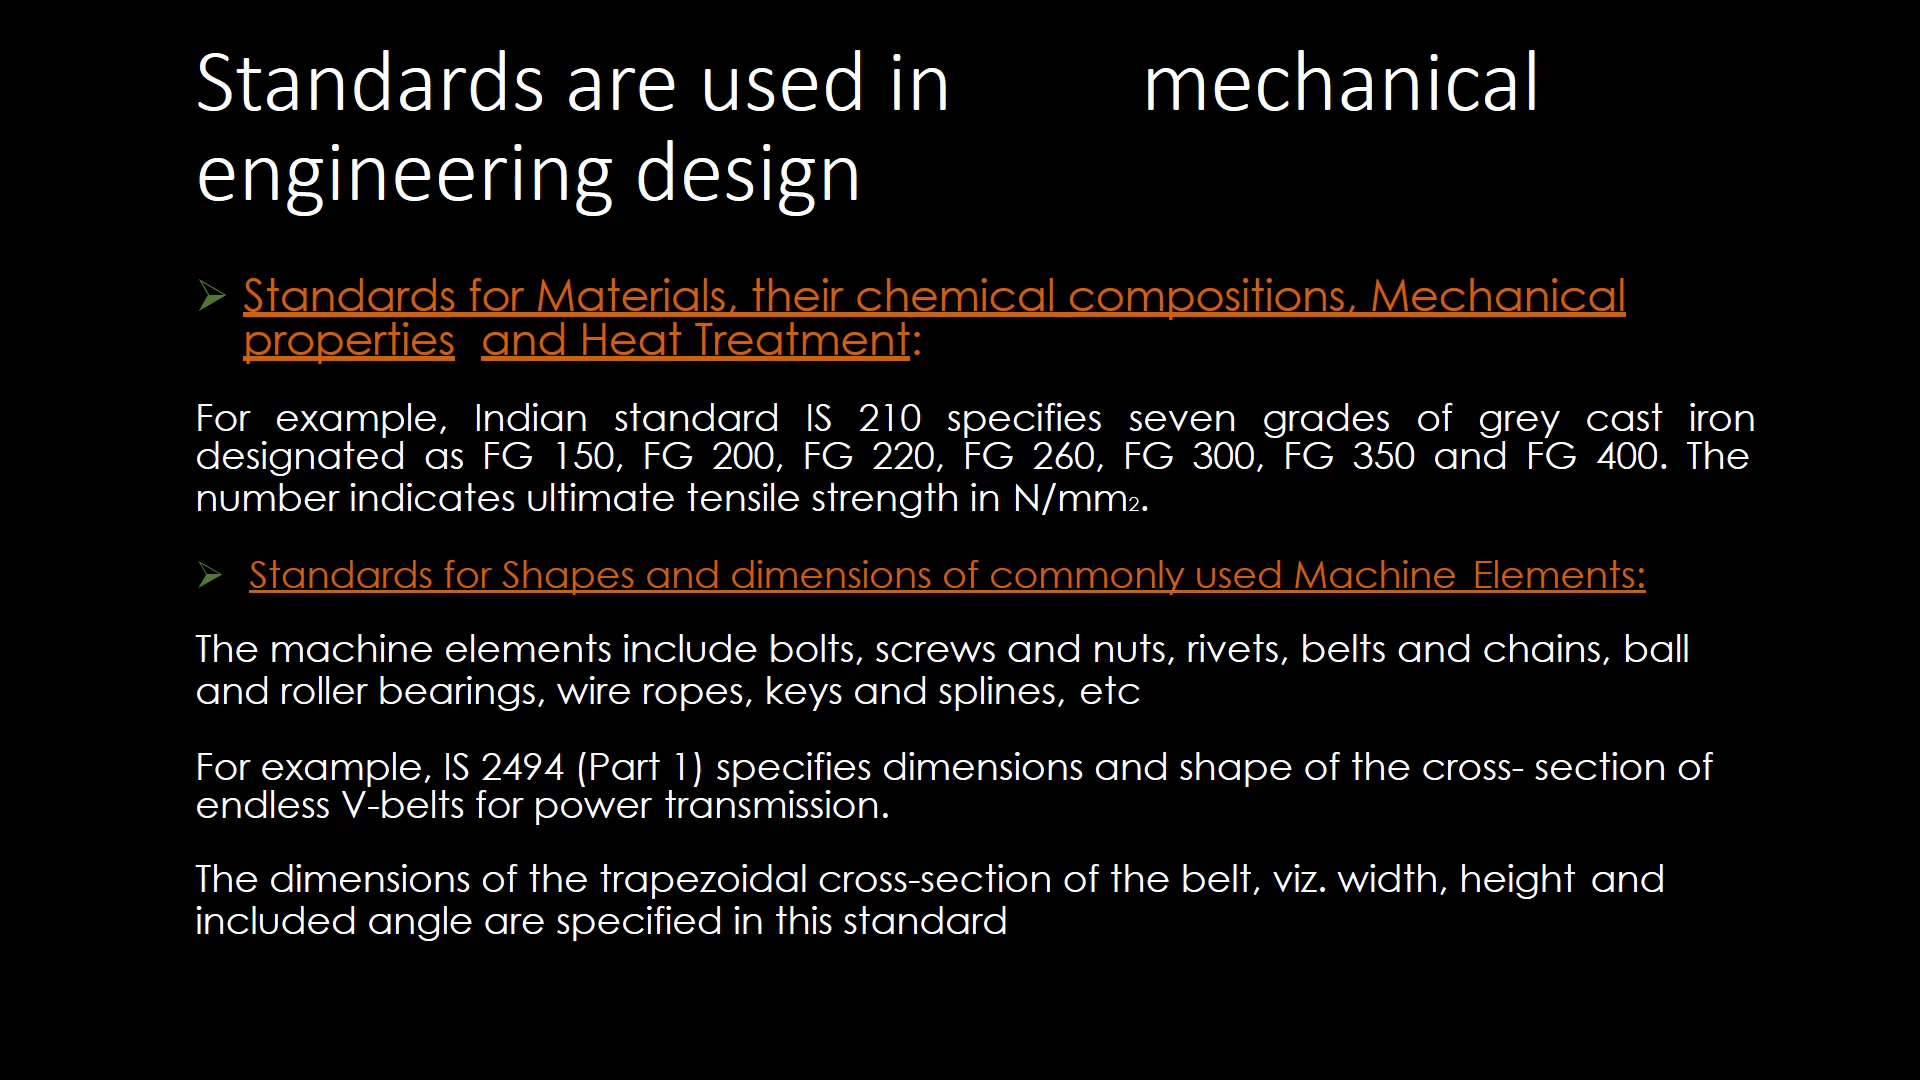 Standards are used in mechanical
engineering design
➢ Standards for Materials, their chemical compositions, Mechanical
properties and Heat Treatment:
For example, Indian standard IS 210 specifies seven grades of grey cast iron
designated as FG 150, FG 200, FG 220, FG 260, FG 300, FG 350 and FG 400. The
number indicates ultimate tensile strength in N/mm2.
➢ Standards for Shapes and dimensions of commonly used Machine Elements:
The machine elements include bolts, screws and nuts, rivets, belts and chains, ball
and roller bearings, wire ropes, keys and splines, etc
For example, IS 2494 (Part 1) specifies dimensions and shape of the cross- section of
endless V-belts for power transmission.
The dimensions of the trapezoidal cross-section of the belt, viz. width, height and
included angle are specified in this standard